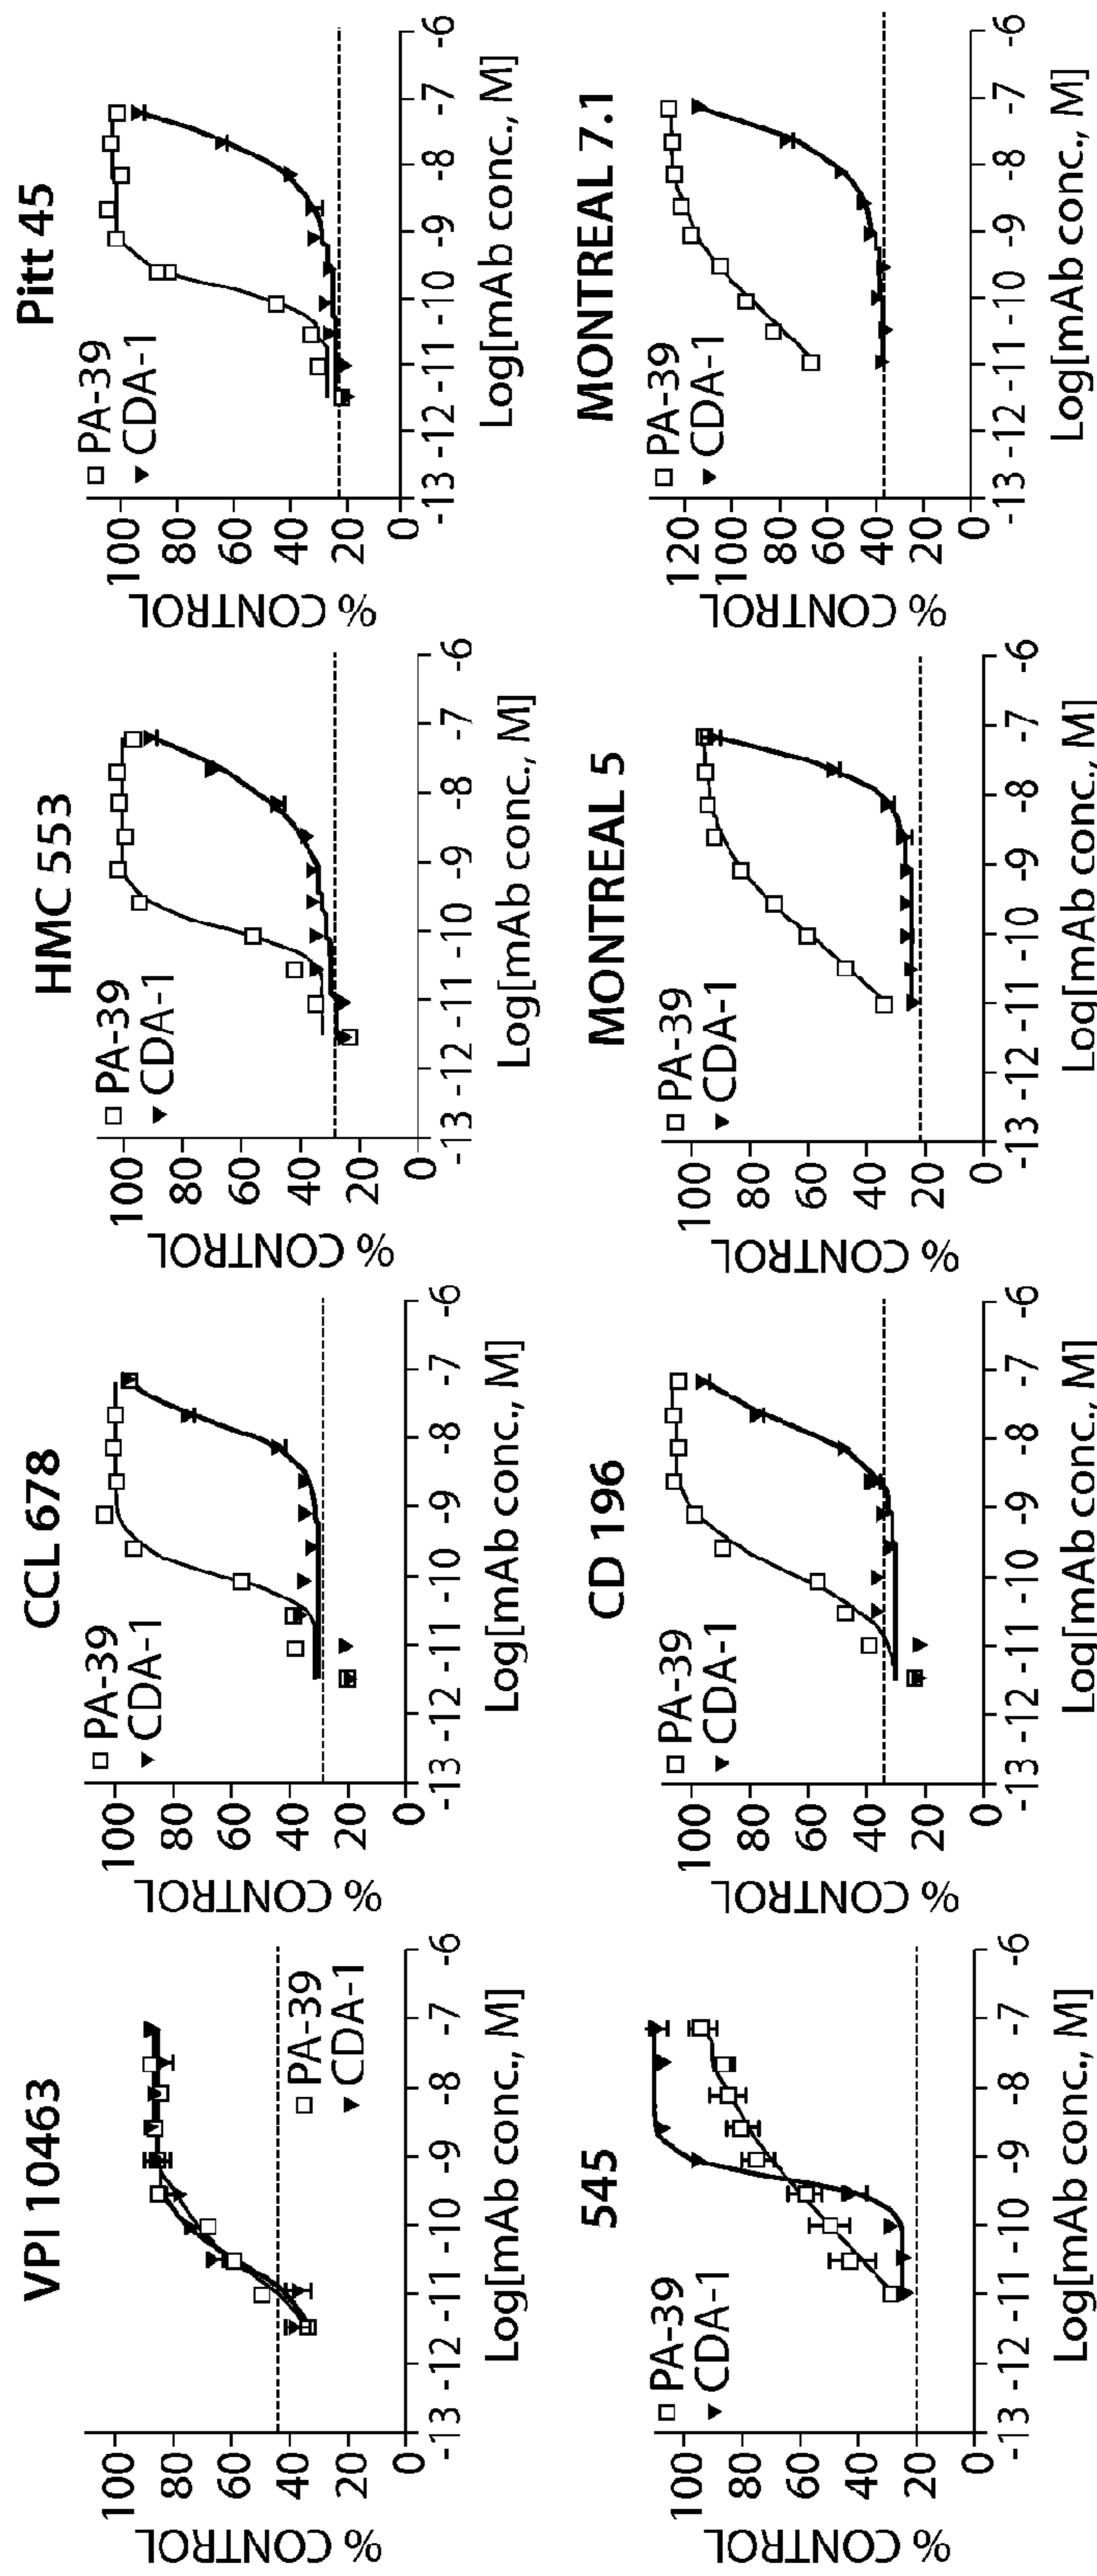 VPI 10463
% CONTROL
100
80
60
40
20
0
□ PA-39
▼ CDA-1
-13 -12 -11 -10 -9 -8 -7 -6
Log[mAb conc., M]
CCL 678
□ PA-39
▼ CDA-1
% CONTROL
100
80
60
40
20
0
-13 -12 -11 -10 -9 -8 -7 -6
Log[mAb conc., M]
HMC 553
□ PA-39
▼ CDA-1
% CONTROL
100
80
60
40
20
0
-13 -12 -11 -10 -9 -8 -7 -6
Log[mAb conc., M]
Pitt 45
□ PA-39
▼ CDA-1
% CONTROL
100
80
60
40
20
0
-13 -12 -11 -10 -9 -8 -7 -6
Log[mAb conc., M]
545
□ PA-39
▼ CDA-1
% CONTROL
100
80
60
40
20
0
-13 -12 -11 -10 -9 -8 -7 -6
Log[mAb conc., M]
CD 196
□ PA-39
▼ CDA-1
% CONTROL
100
80
60
40
20
0
-13 -12 -11 -10 -9 -8 -7 -6
Log[mAb conc., M]
MONTREAL 5
□ PA-39
▼ CDA-1
% CONTROL
100
80
60
40
20
0
-13 -12 -11 -10 -9 -8 -7 -6
Log[mAb conc., M]
MONTREAL 7.1
□ PA-39
▼ CDA-1
% CONTROL
120
100
80
60
40
20
0
-13 -12 -11 -10 -9 -8 -7 -6
Log[mAb conc., M]